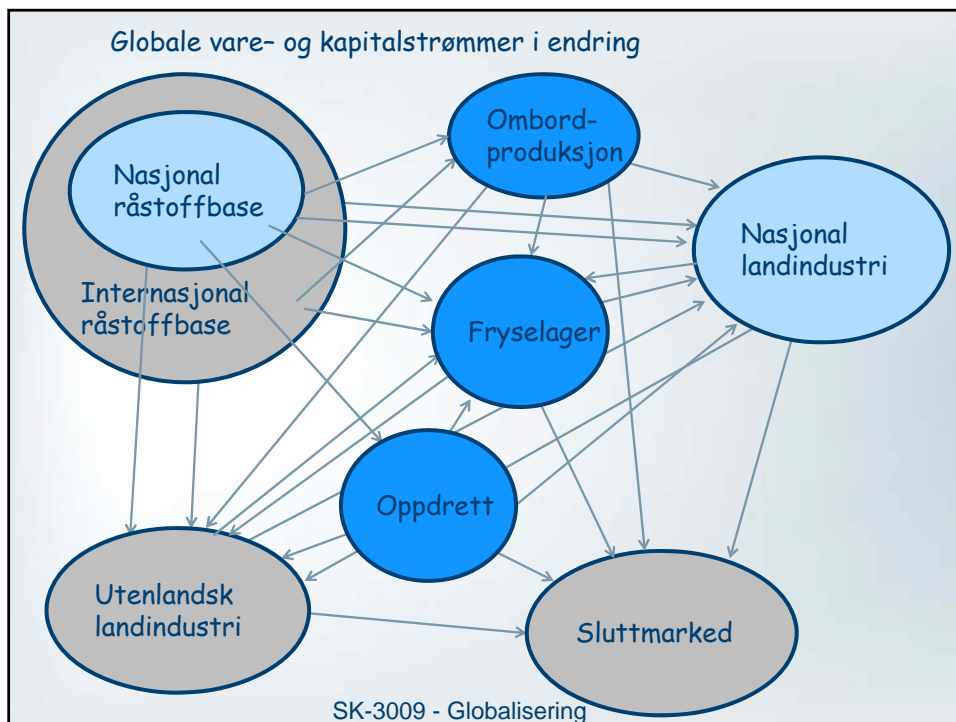 Globale vare– og kapitalstrømmer i endring
Ombord-
produksjon
Nasjonal
råstoffbase
Nasjonal
landindustri
Internasjonal
råstoffbase
Fryselager
Oppdrett
Utenlandsk
landindustri
Sluttmarked
SK-3009 - Globalisering